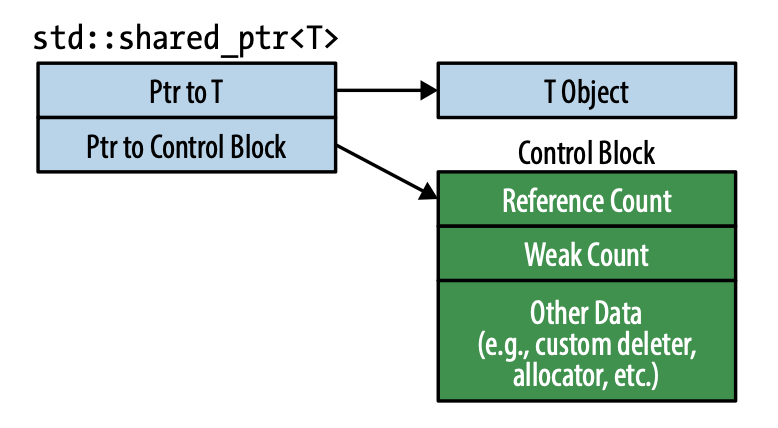 std::shared_ptr<T>
Ptr to T
T Object
Ptr to Control Block
Control Block
Reference Count
Weak Count
Other Data
(e.g., custom deleter,
allocator, etc.)